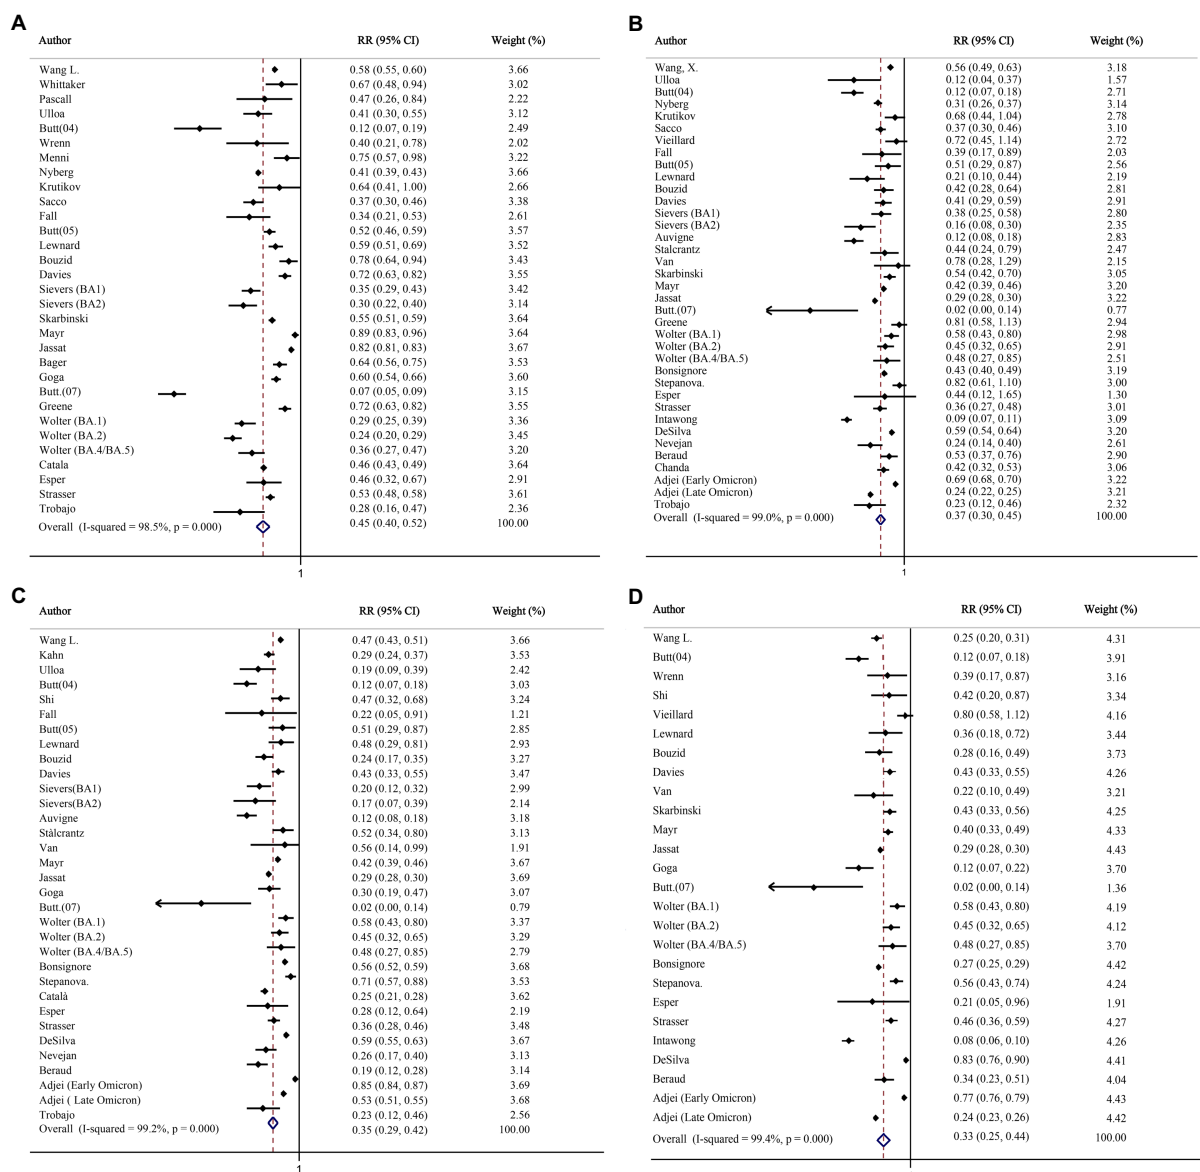 A
Author RR (95% CI) Weight (%)
Wang L. 0.58 (0.55, 0.60) 3.66
Whittaker 0.67 (0.48, 0.94) 3.02
Pascall 0.47 (0.26, 0.84) 2.22
Ulloa 0.41 (0.30, 0.55) 3.12
Butt(04) 0.12 (0.07, 0.19) 2.49
Wrenn 0.40 (0.21, 0.78) 2.02
Menni 0.75 (0.57, 0.98) 3.22
Nyberg 0.41 (0.39, 0.43) 3.66
Krutikov 0.64 (0.41, 1.00) 2.66
Sacco 0.37 (0.30, 0.46) 3.38
Fall 0.34 (0.21, 0.53) 2.61
Butt(05) 0.52 (0.46, 0.59) 3.57
Lewnard 0.59 (0.51, 0.69) 3.52
Bouzid 0.78 (0.64, 0.94) 3.43
Davies 0.72 (0.63, 0.82) 3.55
Sievers (BA1) 0.35 (0.29, 0.43) 3.42
Sievers (BA2) 0.30 (0.22, 0.40) 3.14
Skarbinski 0.55 (0.51, 0.59) 3.64
Mayr 0.89 (0.83, 0.96) 3.64
Jassat 0.82 (0.81, 0.83) 3.67
Bager 0.64 (0.56, 0.75) 3.53
Goga 0.60 (0.54, 0.66) 3.60
Butt.(07) 0.07 (0.05, 0.09) 3.15
Greene 0.72 (0.63, 0.82) 3.55
Wolter (BA.1) 0.29 (0.25, 0.39) 3.36
Wolter (BA.2) 0.24 (0.20, 0.29) 3.45
Wolter (BA.4/BA.5) 0.36 (0.27, 0.47) 3.20
Catala 0.46 (0.43, 0.49) 3.64
Esper 0.46 (0.32, 0.67) 2.91
Strasser 0.53 (0.48, 0.58) 3.61
Trobajo 0.28 (0.16, 0.47) 2.36
Overall (I-squared = 98.5%, p = 0.000) 0.45 (0.40, 0.52) 100.00
1
B
Author RR (95% CI) Weight (%)
Wang, X. 0.56 (0.49, 0.63) 3.18
Ulloa 0.12 (0.04, 0.37) 1.57
Butt(04) 0.12 (0.07, 0.18) 2.71
Nyberg 0.31 (0.26, 0.37) 3.14
Krutikov 0.68 (0.44, 1.04) 2.78
Sacco 0.37 (0.30, 0.46) 3.10
Vieillard 0.72 (0.45, 1.14) 2.72
Fall 0.39 (0.17, 0.89) 2.03
Butt(05) 0.51 (0.29, 0.87) 2.56
Lewnard 0.21 (0.10, 0.44) 2.19
Bouzid 0.42 (0.28, 0.64) 2.81
Davies 0.41 (0.29, 0.59) 2.91
Sievers (BA1) 0.38 (0.25, 0.58) 2.80
Sievers (BA2) 0.16 (0.08, 0.30) 2.35
Auvigne 0.12 (0.08, 0.18) 2.83
Stalcrantz 0.44 (0.24, 0.79) 2.47
Van 0.78 (0.28, 1.29) 2.15
Skarbinski 0.54 (0.42, 0.70) 3.05
Mayr 0.42 (0.39, 0.46) 3.20
Jassat 0.29 (0.28, 0.30) 3.22
Butt.(07) 0.02 (0.00, 0.14) 0.77
Greene 0.81 (0.58, 1.13) 2.94
Wolter (BA.1) 0.58 (0.43, 0.80) 2.98
Wolter (BA.2) 0.45 (0.32, 0.65) 2.91
Wolter (BA.4/BA.5) 0.48 (0.27, 0.85) 2.51
Bonsignore 0.43 (0.40, 0.49) 3.19
Stepanova. 0.82 (0.61, 1.10) 3.00
Esper 0.44 (0.12, 1.65) 1.30
Strasser 0.36 (0.27, 0.48) 3.01
Intawong 0.09 (0.07, 0.11) 3.09
DeSilva 0.59 (0.54, 0.64) 3.20
Nevejan 0.24 (0.14, 0.40) 2.61
Beraud 0.53 (0.37, 0.76) 2.90
Chanda 0.42 (0.32, 0.53) 3.06
Adjei (Early Omicron) 0.69 (0.68, 0.70) 3.22
Adjei (Late Omicron) 0.24 (0.22, 0.25) 3.21
Trobajo 0.23 (0.12, 0.46) 2.32
Overall (I-squared = 99.0%, p = 0.000) 0.37 (0.30, 0.45) 100.00
1
C
Author RR (95% CI) Weight (%)
Wang L. 0.47 (0.43, 0.51) 3.66
Kahn 0.29 (0.24, 0.37) 3.53
Ulloa 0.19 (0.09, 0.39) 2.42
Butt(04) 0.12 (0.07, 0.18) 3.03
Shi 0.47 (0.32, 0.68) 3.24
Fall 0.22 (0.05, 0.91) 1.21
Butt(05) 0.51 (0.29, 0.87) 2.85
Lewnard 0.48 (0.29, 0.81) 2.93
Bouzid 0.24 (0.17, 0.35) 3.27
Davies 0.43 (0.33, 0.55) 3.47
Sievers(BA1) 0.20 (0.12, 0.32) 2.99
Sievers(BA2) 0.17 (0.07, 0.39) 2.14
Auvigne 0.12 (0.08, 0.18) 3.18
Stàlcrantz 0.52 (0.34, 0.80) 3.13
Van 0.56 (0.14, 0.99) 1.91
Mayr 0.42 (0.39, 0.46) 3.67
Jassat 0.29 (0.28, 0.30) 3.69
Goga 0.30 (0.19, 0.47) 3.07
Butt.(07) 0.02 (0.00, 0.14) 0.79
Wolter (BA.1) 0.58 (0.43, 0.80) 3.37
Wolter (BA.2) 0.45 (0.32, 0.65) 3.29
Wolter (BA.4/BA.5) 0.48 (0.27, 0.85) 2.79
Bonsignore 0.56 (0.52, 0.59) 3.68
Stepanova. 0.71 (0.57, 0.88) 3.53
Català 0.25 (0.21, 0.28) 3.62
Esper 0.28 (0.12, 0.64) 2.19
Strasser 0.36 (0.28, 0.46) 3.48
DeSilva 0.59 (0.55, 0.63) 3.67
Nevejan 0.26 (0.17, 0.40) 3.13
Beraud 0.19 (0.12, 0.28) 3.14
Adjei (Early Omicron) 0.85 (0.84, 0.87) 3.69
Adjei ( Late Omicron) 0.53 (0.51, 0.55) 3.68
Trobajo 0.23 (0.12, 0.46) 2.56
Overall (I-squared = 99.2%, p = 0.000) 0.35 (0.29, 0.42) 100.00
1
D
Author RR (95% CI) Weight (%)
Wang L. 0.25 (0.20, 0.31) 4.31
Butt(04) 0.12 (0.07, 0.18) 3.91
Wrenn 0.39 (0.17, 0.87) 3.16
Shi 0.42 (0.20, 0.87) 3.34
Vieillard 0.80 (0.58, 1.12) 4.16
Lewnard 0.36 (0.18, 0.72) 3.44
Bouzid 0.28 (0.16, 0.49) 3.73
Davies 0.43 (0.33, 0.55) 4.26
Van 0.22 (0.10, 0.49) 3.21
Skarbinski 0.43 (0.33, 0.56) 4.25
Mayr 0.40 (0.33, 0.49) 4.33
Jassat 0.29 (0.28, 0.30) 4.43
Goga 0.12 (0.07, 0.22) 3.70
Butt.(07) 0.02 (0.00, 0.14) 1.36
Wolter (BA.1) 0.58 (0.43, 0.80) 4.19
Wolter (BA.2) 0.45 (0.32, 0.65) 4.12
Wolter (BA.4/BA.5) 0.48 (0.27, 0.85) 3.70
Bonsignore 0.27 (0.25, 0.29) 4.42
Stepanova. 0.56 (0.43, 0.74) 4.24
Esper 0.21 (0.05, 0.96) 1.91
Strasser 0.46 (0.36, 0.59) 4.27
Intawong 0.08 (0.06, 0.10) 4.26
DeSilva 0.83 (0.76, 0.90) 4.41
Beraud 0.34 (0.23, 0.51) 4.04
Adjei (Early Omicron) 0.77 (0.76, 0.79) 4.43
Adjei (Late Omicron) 0.24 (0.23, 0.26) 4.42
Overall (I-squared = 99.4%, p = 0.000) 0.33 (0.25, 0.44) 100.00